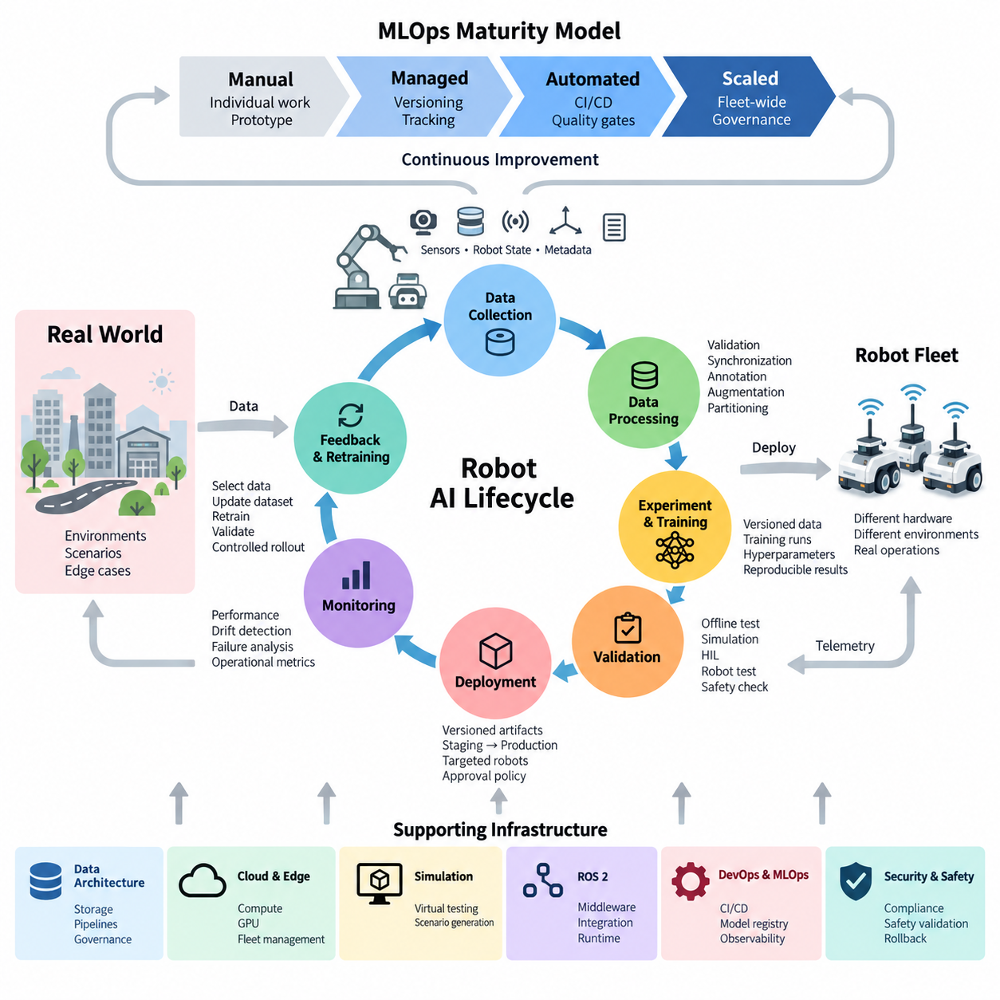 MLOps Maturity Model
Manual
Individual work
Prototype
Managed
Versioning
Tracking
Automated
CI/CD
Quality gates
Scaled
Fleet-wide
Governance
Continuous Improvement
Sensors • Robot State • Metadata
Data
Collection
Data
Processing
Validation
Synchronization
Annotation
Augmentation
Partitioning
Experiment
& Training
Versioned data
Training runs
Hyperparameters
Reproducible results
Validation
Offline test
Simulation
HIL
Robot test
Safety check
Deployment
Versioned artifacts
Staging → Production
Targeted robots
Approval policy
Monitoring
Performance
Drift detection
Failure analysis
Operational metrics
Feedback
& Retraining
Select data
Update dataset
Retrain
Validate
Controlled rollout
Robot
AI Lifecycle
Real World
Environments
Scenarios
Edge cases
Data
Deploy
Robot Fleet
Different hardware
Different environments
Real operations
Telemetry
Supporting Infrastructure
Data
Architecture
Storage
Pipelines
Governance
Cloud & Edge
Compute
GPU
Fleet management
Simulation
Virtual testing
Scenario generation
ROS 2
Middleware
Integration
Runtime
DevOps & MLOps
CI/CD
Model registry
Observability
Security & Safety
Compliance
Safety validation
Rollback